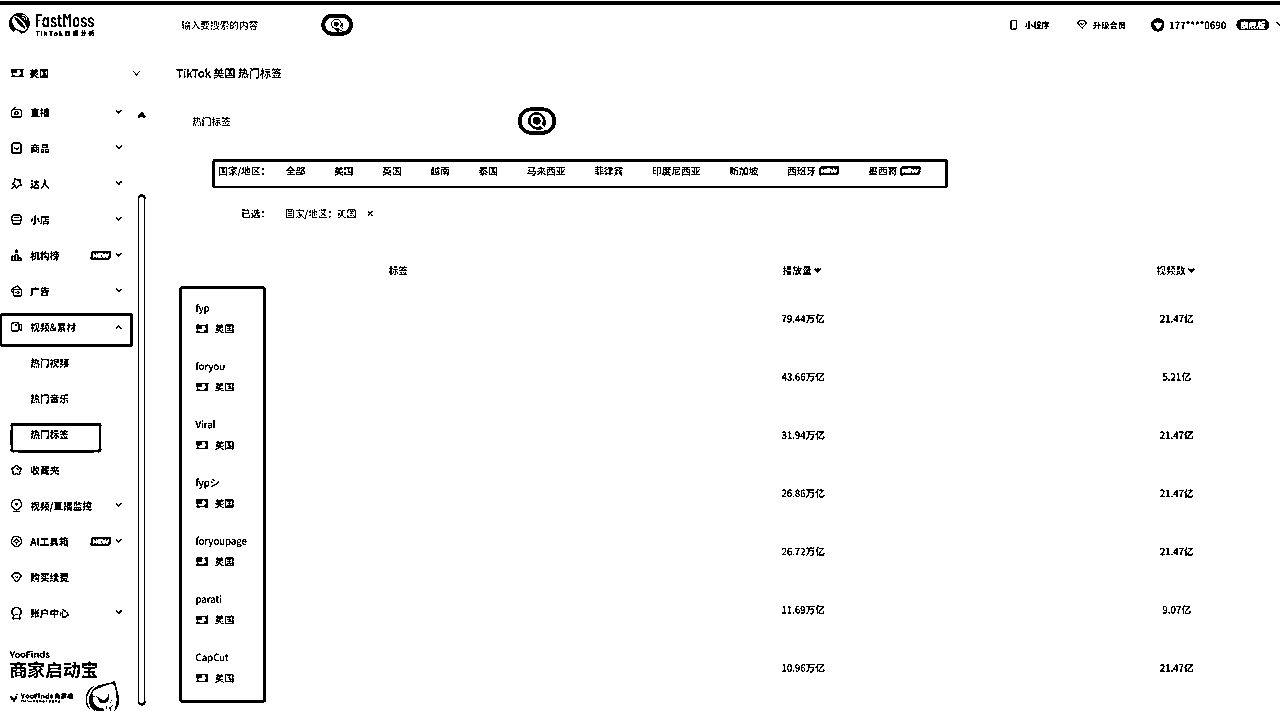 FastMoss
TikTok数据分析
输入要搜索的内容
小程序
升级会员
177****0690
旗舰版
美国
直播
商品
达人
小店
机构榜 NEW
广告
视频&素材
热门视频
热门音乐
热门标签
收藏夹
视频/直播监控
AI工具箱 NEW
购买续费
账户中心
YooFinds
商家启动宝
TikTok 美国 热门标签
热门标签
国家/地区: 全部 美国 英国 越南 泰国 马来西亚 菲律宾 印度尼西亚 新加坡 西班牙 NEW 墨西哥 NEW
已选: 国家/地区: 美国 ×
标签 播放量 视频数
fyp
美国
79.44万亿 21.47亿
foryou
美国
43.66万亿 5.21亿
Viral
美国
31.94万亿 21.47亿
fypシ
美国
26.86万亿 21.47亿
foryoupage
美国
26.72万亿 21.47亿
parati
美国
11.69万亿 9.07亿
CapCut
美国
10.96万亿 21.47亿